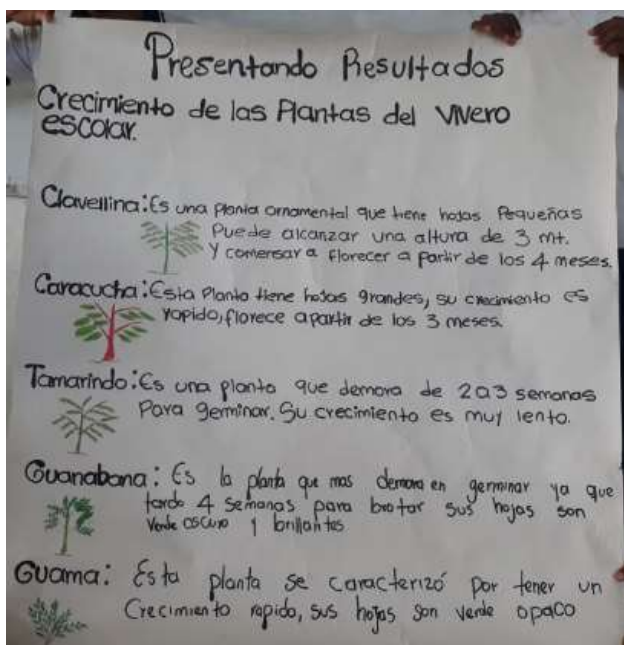 Presentando Resultados
Crecimiento de las Plantas del Vivero
escolar.
Clavellina: Es una Planta ornamental que tiene hojas Pequeñas
Puede alcanzar una altura de 3 mt.
y comensar a florecer a partir de los 4 meses.
Caracucha: Esta Planta tiene hojas grandes, su crecimiento es
rapido, florece apartir de los 3 meses.
Tamarindo: Es una planta que demora de 2 a 3 semanas
Para germinar. Su crecimiento es muy lento.
Guanabana: Es la planta que mas demora en germinar ya que
tarda 4 semanas para brotar sus hojas son
Verde oscuro y brillantes
Guama: Esta planta se caracterizó por tener un
Crecimiento rapido, sus hojas son verde opaco